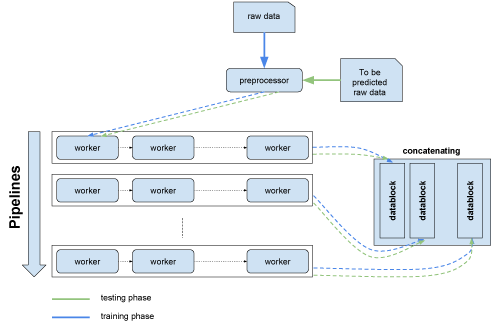 raw data
preprocessor
To be
predicted
raw data
Pipelines
worker worker worker
worker worker worker
worker worker worker
concatenating
datablock datablock datablock
testing phase
training phase